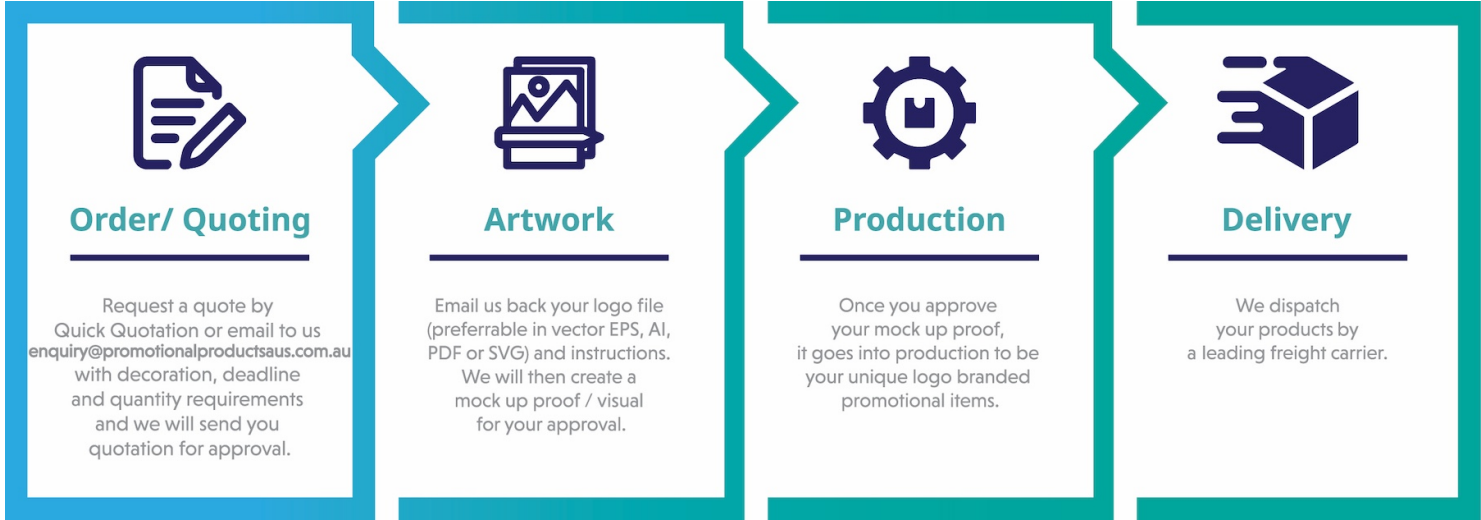 Order/ Quoting
Request a quote by
Quick Quotation or email to us
enquiry@promotionalproductsaus.com.au
with decoration, deadline
and quantity requirements
and we will send you
quotation for approval.
Artwork
Email us back your logo file
(preferrable in vector EPS, AI,
PDF or SVG) and instructions.
We will then create a
mock up proof / visual
for your approval.
Production
Once you approve
your mock up proof,
it goes into production to be
your unique logo branded
promotional items.
Delivery
We dispatch
your products by
a leading freight carrier.